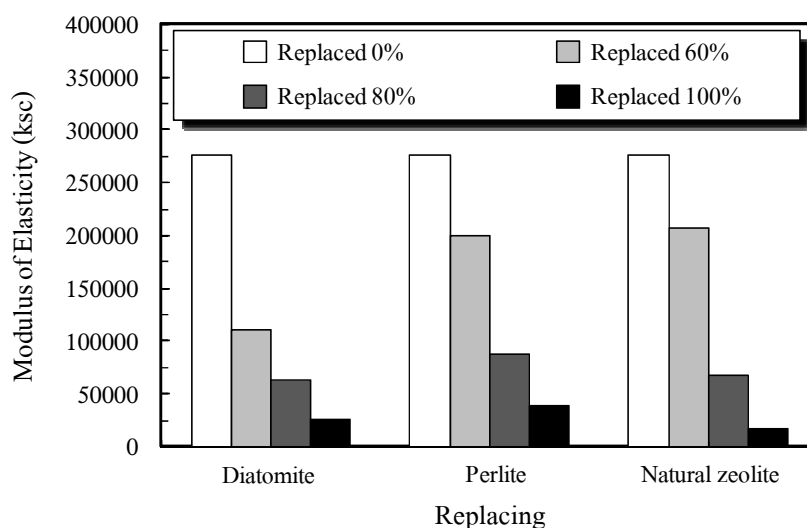 400000
350000
300000
250000
200000
150000
100000
50000
0
Modulus of Elasticity (ksc)
Replaced 0%
Replaced 60%
Replaced 80%
Replaced 100%
Diatomite
Perlite
Natural zeolite
Replacing